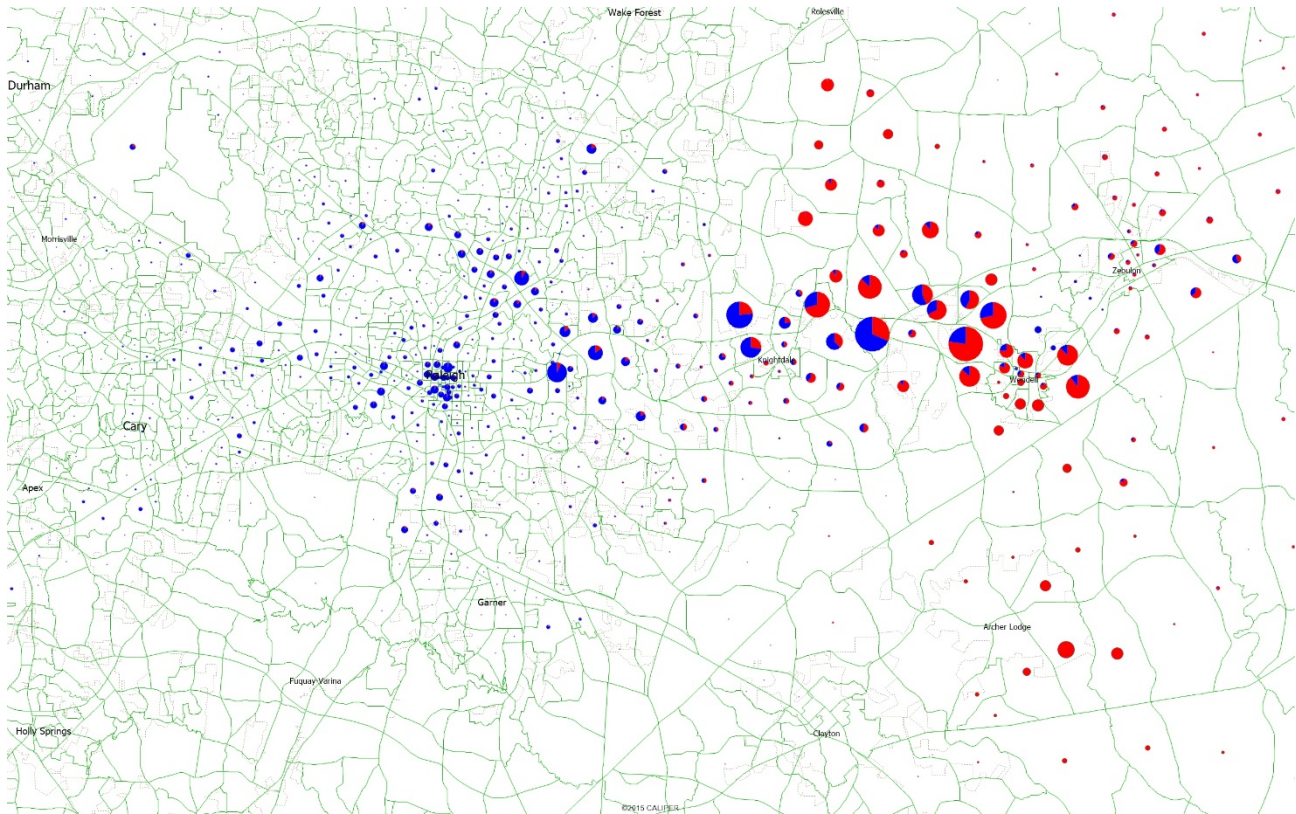 Wake Forest
Rolesville
Durham
Morrisville
Zebulon
Knightdale
Raleigh
Wendell
Cary
Apex
Garner
Archer Lodge
Fuquay-Varina
Holly Springs
Clayton
©2015 CALIPER